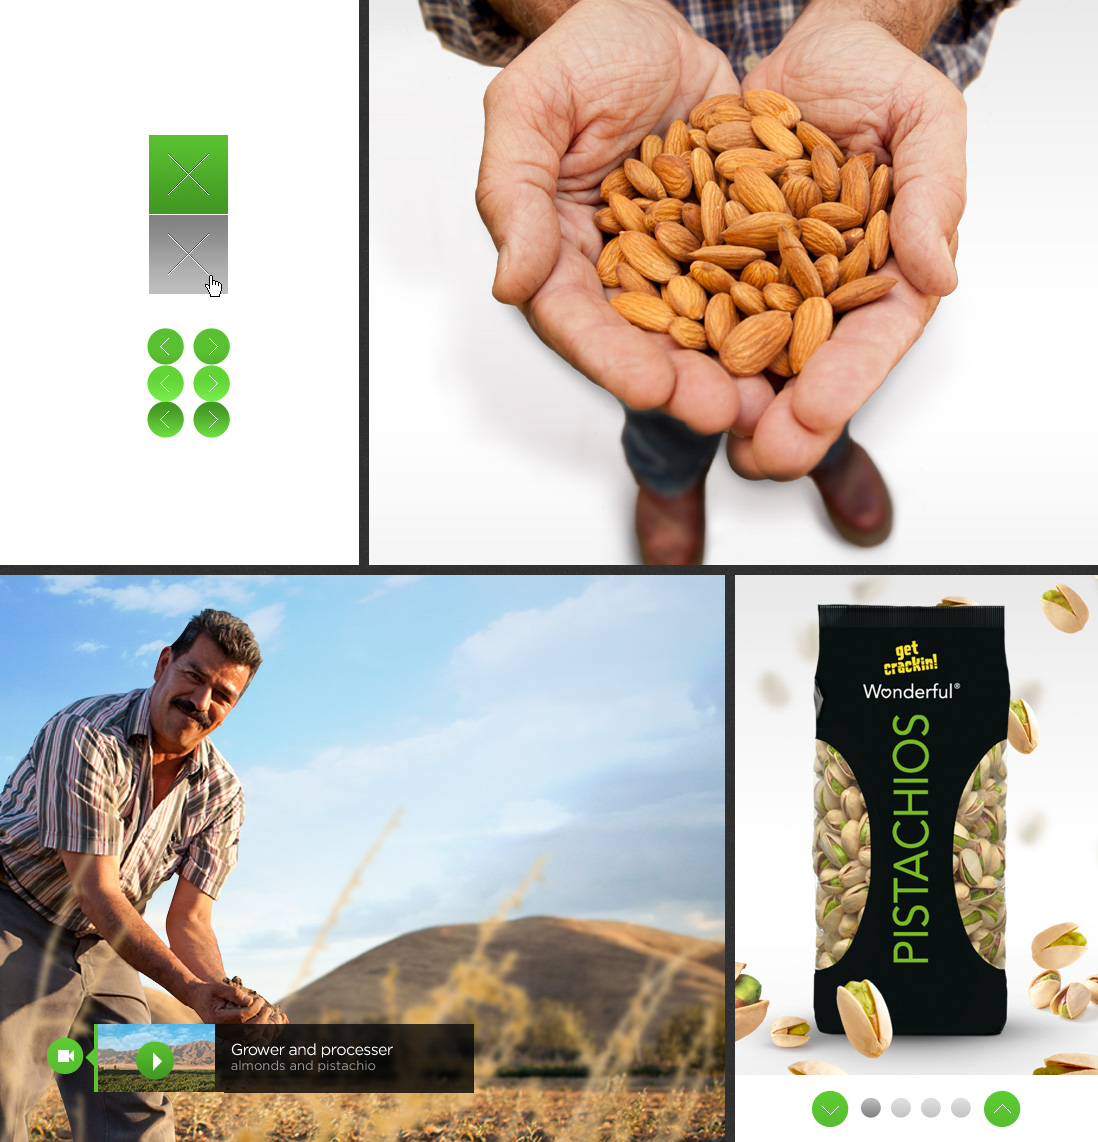 get
crackin!
Wonderful®
PISTACHIOS
Grower and processer
almonds and pistachio